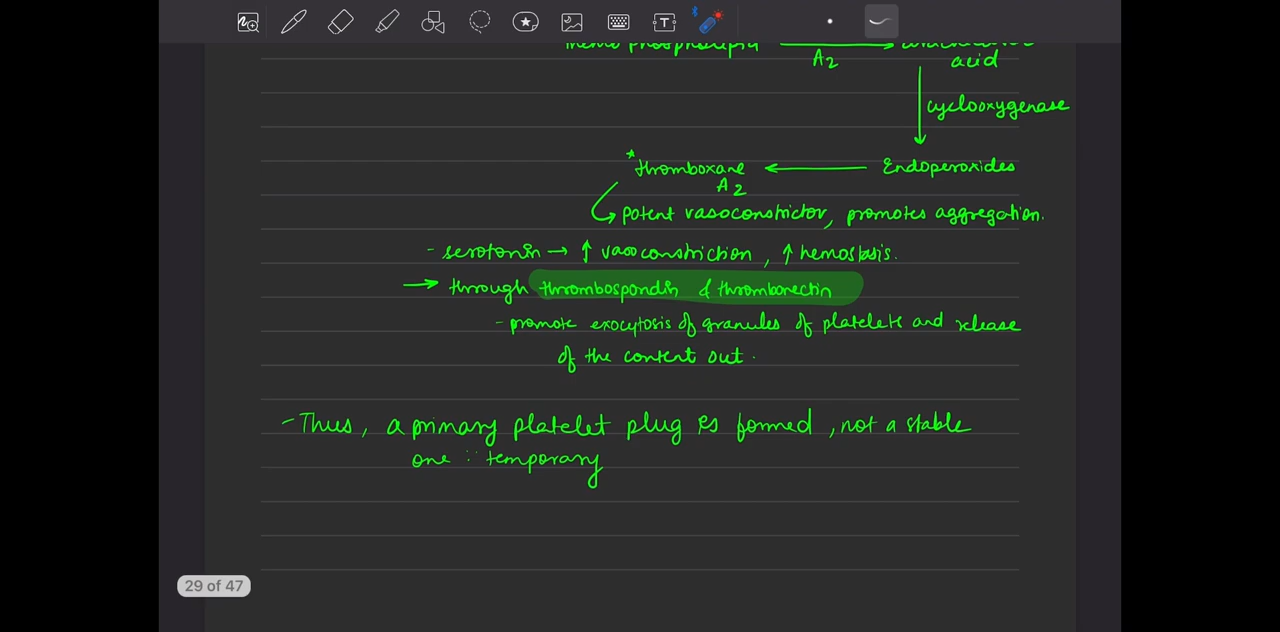 phospholipid
A2
acid
cyclooxygenase
*thromboxane A2 ← Endoperoxides
potent vasoconstrictor, promotes aggregation.
- serotonin → ↑ vasoconstriction, ↑ hemostasis.
→ through thrombospondin & thrombonectin
- promote exocytosis of granules of platelets and release
of the content out.
- Thus, a primary platelet plug is formed, not a stable
one ∵ temporary
29 of 47
T